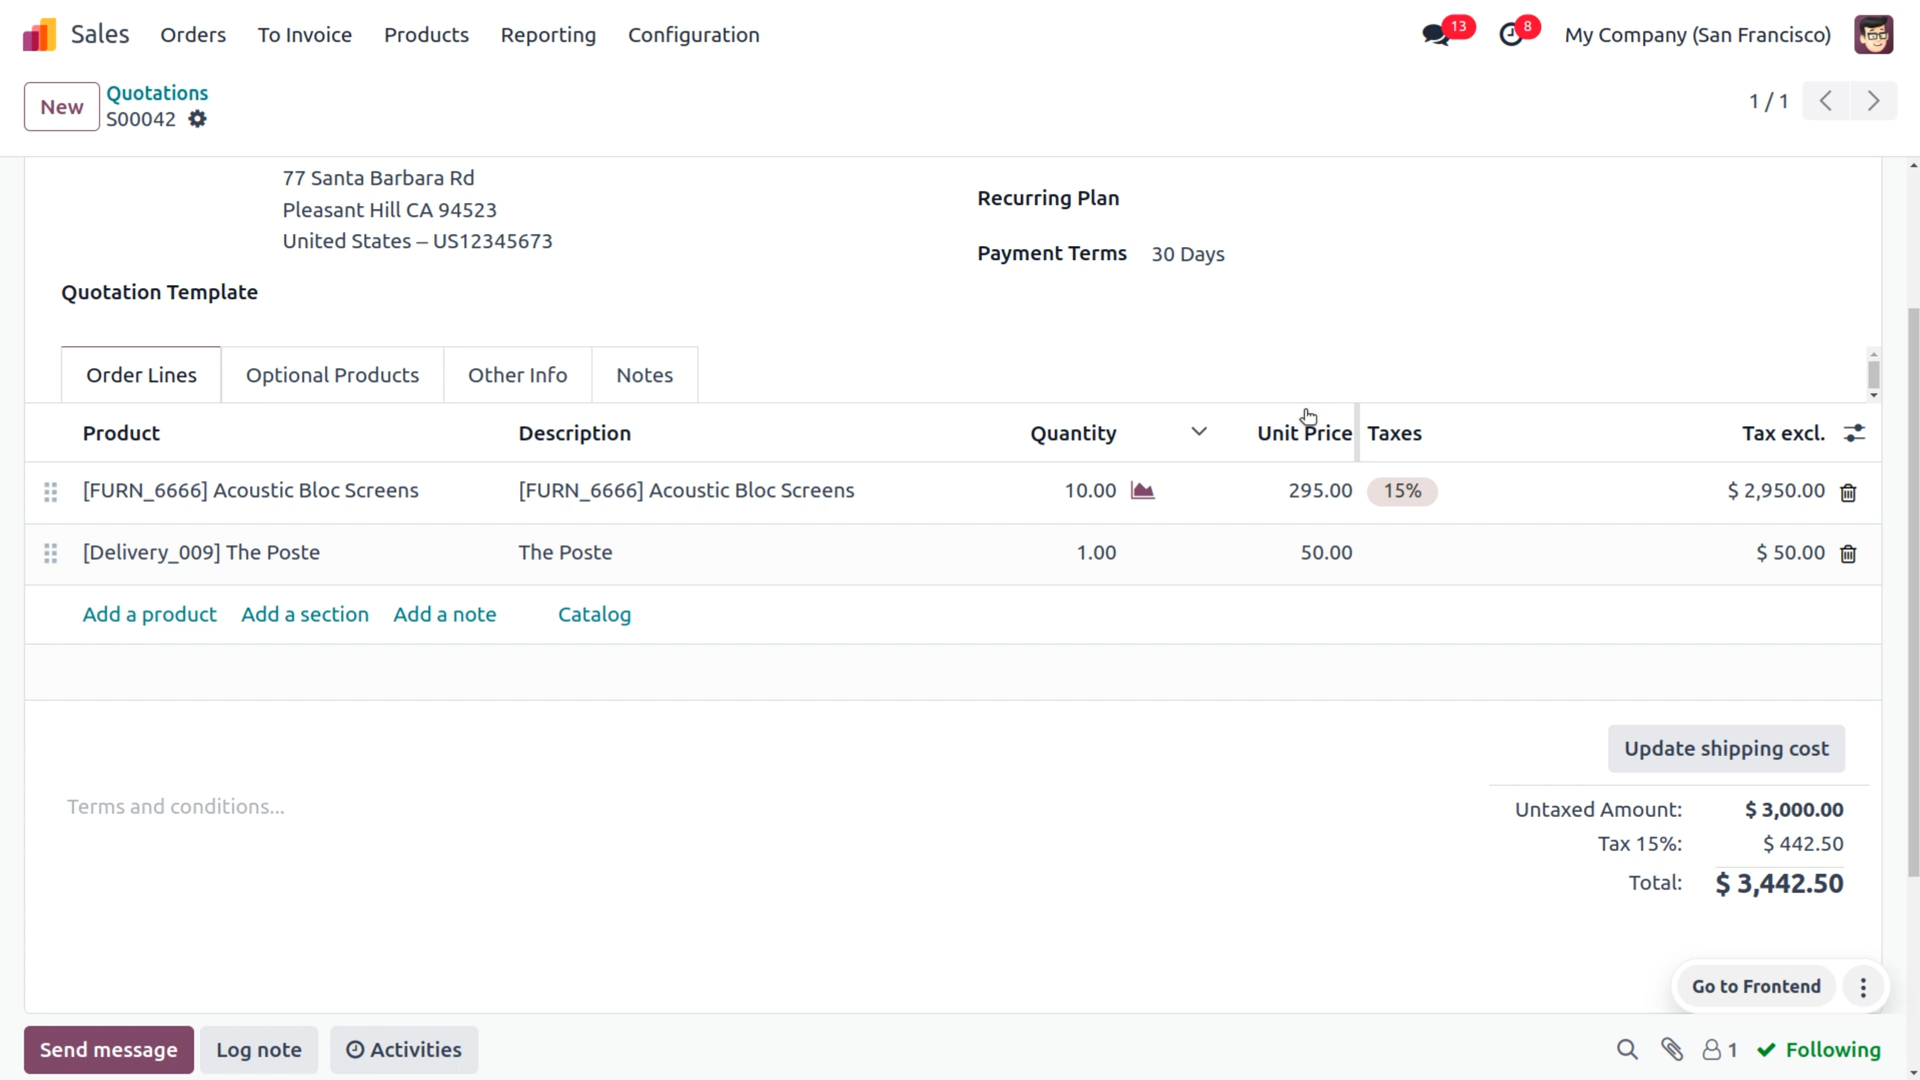 Sales Orders To Invoice Products Reporting Configuration 13 8 My Company (San Francisco)
New Quotations
S00042 1 / 1
77 Santa Barbara Rd
Pleasant Hill CA 94523
United States – US12345673
Recurring Plan
Payment Terms 30 Days
Quotation Template
Order Lines Optional Products Other Info Notes
Product Description Quantity Unit Price Taxes Tax excl.
[FURN_6666] Acoustic Bloc Screens [FURN_6666] Acoustic Bloc Screens 10.00 295.00 15% $ 2,950.00
[Delivery_009] The Poste The Poste 1.00 50.00 $ 50.00
Add a product Add a section Add a note Catalog
Update shipping cost
Terms and conditions...
Untaxed Amount: $ 3,000.00
Tax 15%: $ 442.50
Total: $ 3,442.50
Go to Frontend
Send message Log note Activities 1 Following